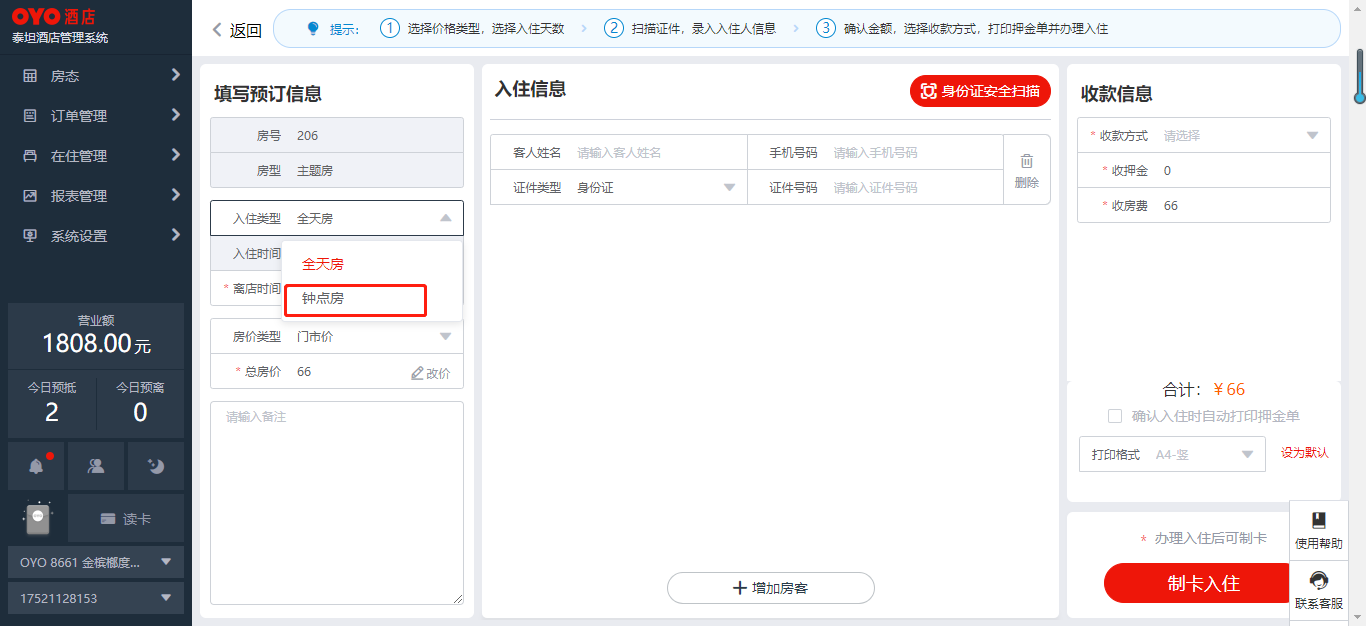 OYO 酒店
泰坦酒店管理系统
房态
订单管理
在住管理
报表管理
系统设置
营业额
1808.00元
今日预抵
2
今日预离
0
读卡
OYO 8661 金槟榔度...
17521128153
返回
提示:
1 选择价格类型，选择入住天数
2 扫描证件，录入入住人信息
3 确认金额，选择收款方式，打印押金单并办理入住
填写预订信息
房号 206
房型 主题房
入住类型 全天房
入住时间
* 离店时间
全天房
钟点房
房价类型 门市价
* 总房价 66 改价
请输入备注
入住信息
身份证安全扫描
客人姓名 请输入客人姓名
手机号码 请输入手机号码
证件类型 身份证
证件号码 请输入证件号码
删除
增加房客
收款信息
* 收款方式 请选择
* 收押金 0
* 收房费 66
合计: ¥ 66
确认入住时自动打印押金单
打印格式 A4-竖
设为默认
* 办理入住后可制卡
制卡入住
使用帮助
联系客服